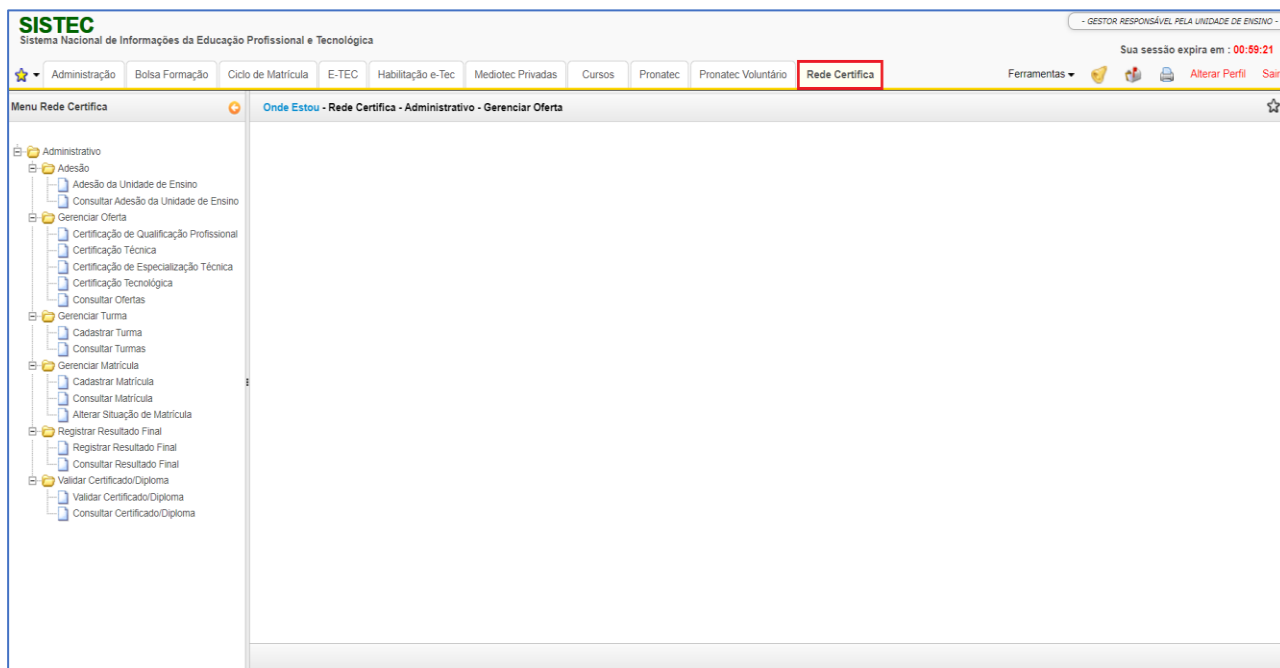 SISTEC
Sistema Nacional de Informações da Educação Profissional e Tecnológica
- GESTOR RESPONSÁVEL PELA UNIDADE DE ENSINO -
Sua sessão expira em : 00:59:21
Administração Bolsa Formação Ciclo de Matrícula E-TEC Habilitação e-Tec Mediotec Privadas Cursos Pronatec Pronatec Voluntário Rede Certifica Ferramentas Alterar Perfil Sair
Menu Rede Certifica
Onde Estou - Rede Certifica - Administrativo - Gerenciar Oferta
Administrativo
Adesão
Adesão da Unidade de Ensino
Consultar Adesão da Unidade de Ensino
Gerenciar Oferta
Certificação de Qualificação Profissional
Certificação Técnica
Certificação de Especialização Técnica
Certificação Tecnológica
Consultar Ofertas
Gerenciar Turma
Cadastrar Turma
Consultar Turmas
Gerenciar Matrícula
Cadastrar Matrícula
Consultar Matrícula
Alterar Situação de Matrícula
Registrar Resultado Final
Registrar Resultado Final
Consultar Resultado Final
Validar Certificado/Diploma
Validar Certificado/Diploma
Consultar Certificado/Diploma